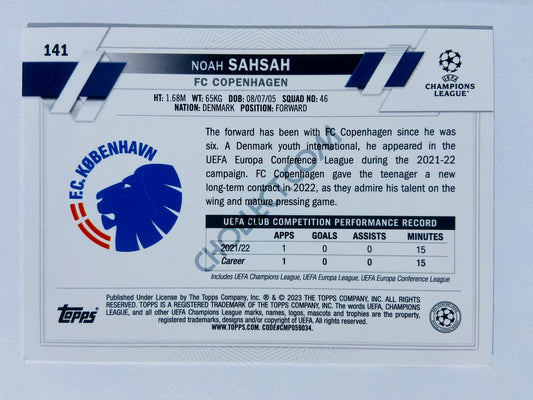 141
NOAH SAHSAH
FC COPENHAGEN
UEFA
CHAMPIONS
LEAGUE
HT: 1.68M WT: 65KG DOB: 08/07/05 SQUAD NO: 46
NATION: DENMARK POSITION: FORWARD
F.C. KØBENHAVN
The forward has been with FC Copenhagen since he was
six. A Denmark youth international, he appeared in the
UEFA Europa Conference League during the 2021-22
campaign. FC Copenhagen gave the teenager a new
long-term contract in 2022, as they admire his talent on the
wing and mature pressing game.
UEFA CLUB COMPETITION PERFORMANCE RECORD
APPS GOALS ASSISTS MINUTES
2021/22 1 0 0 15
Career 1 0 0 15
Includes UEFA Champions League, UEFA Europa League, UEFA Europa Conference League
CHOLLECT.COM
Topps
Published Under License by The Topps Company, Inc. ® & © 2023 THE TOPPS COMPANY, INC. ALL RIGHTS
RESERVED. TOPPS IS A REGISTERED TRADEMARK OF THE TOPPS COMPANY, INC. The words UEFA, CHAMPIONS
LEAGUE, and all other UEFA Champions League marks, names, logos, mascots and trophies are the property,
registered trademarks, designs and/or copyright of UEFA. All rights reserved.
WWW.TOPPS.COM. CODE#CMP059034.